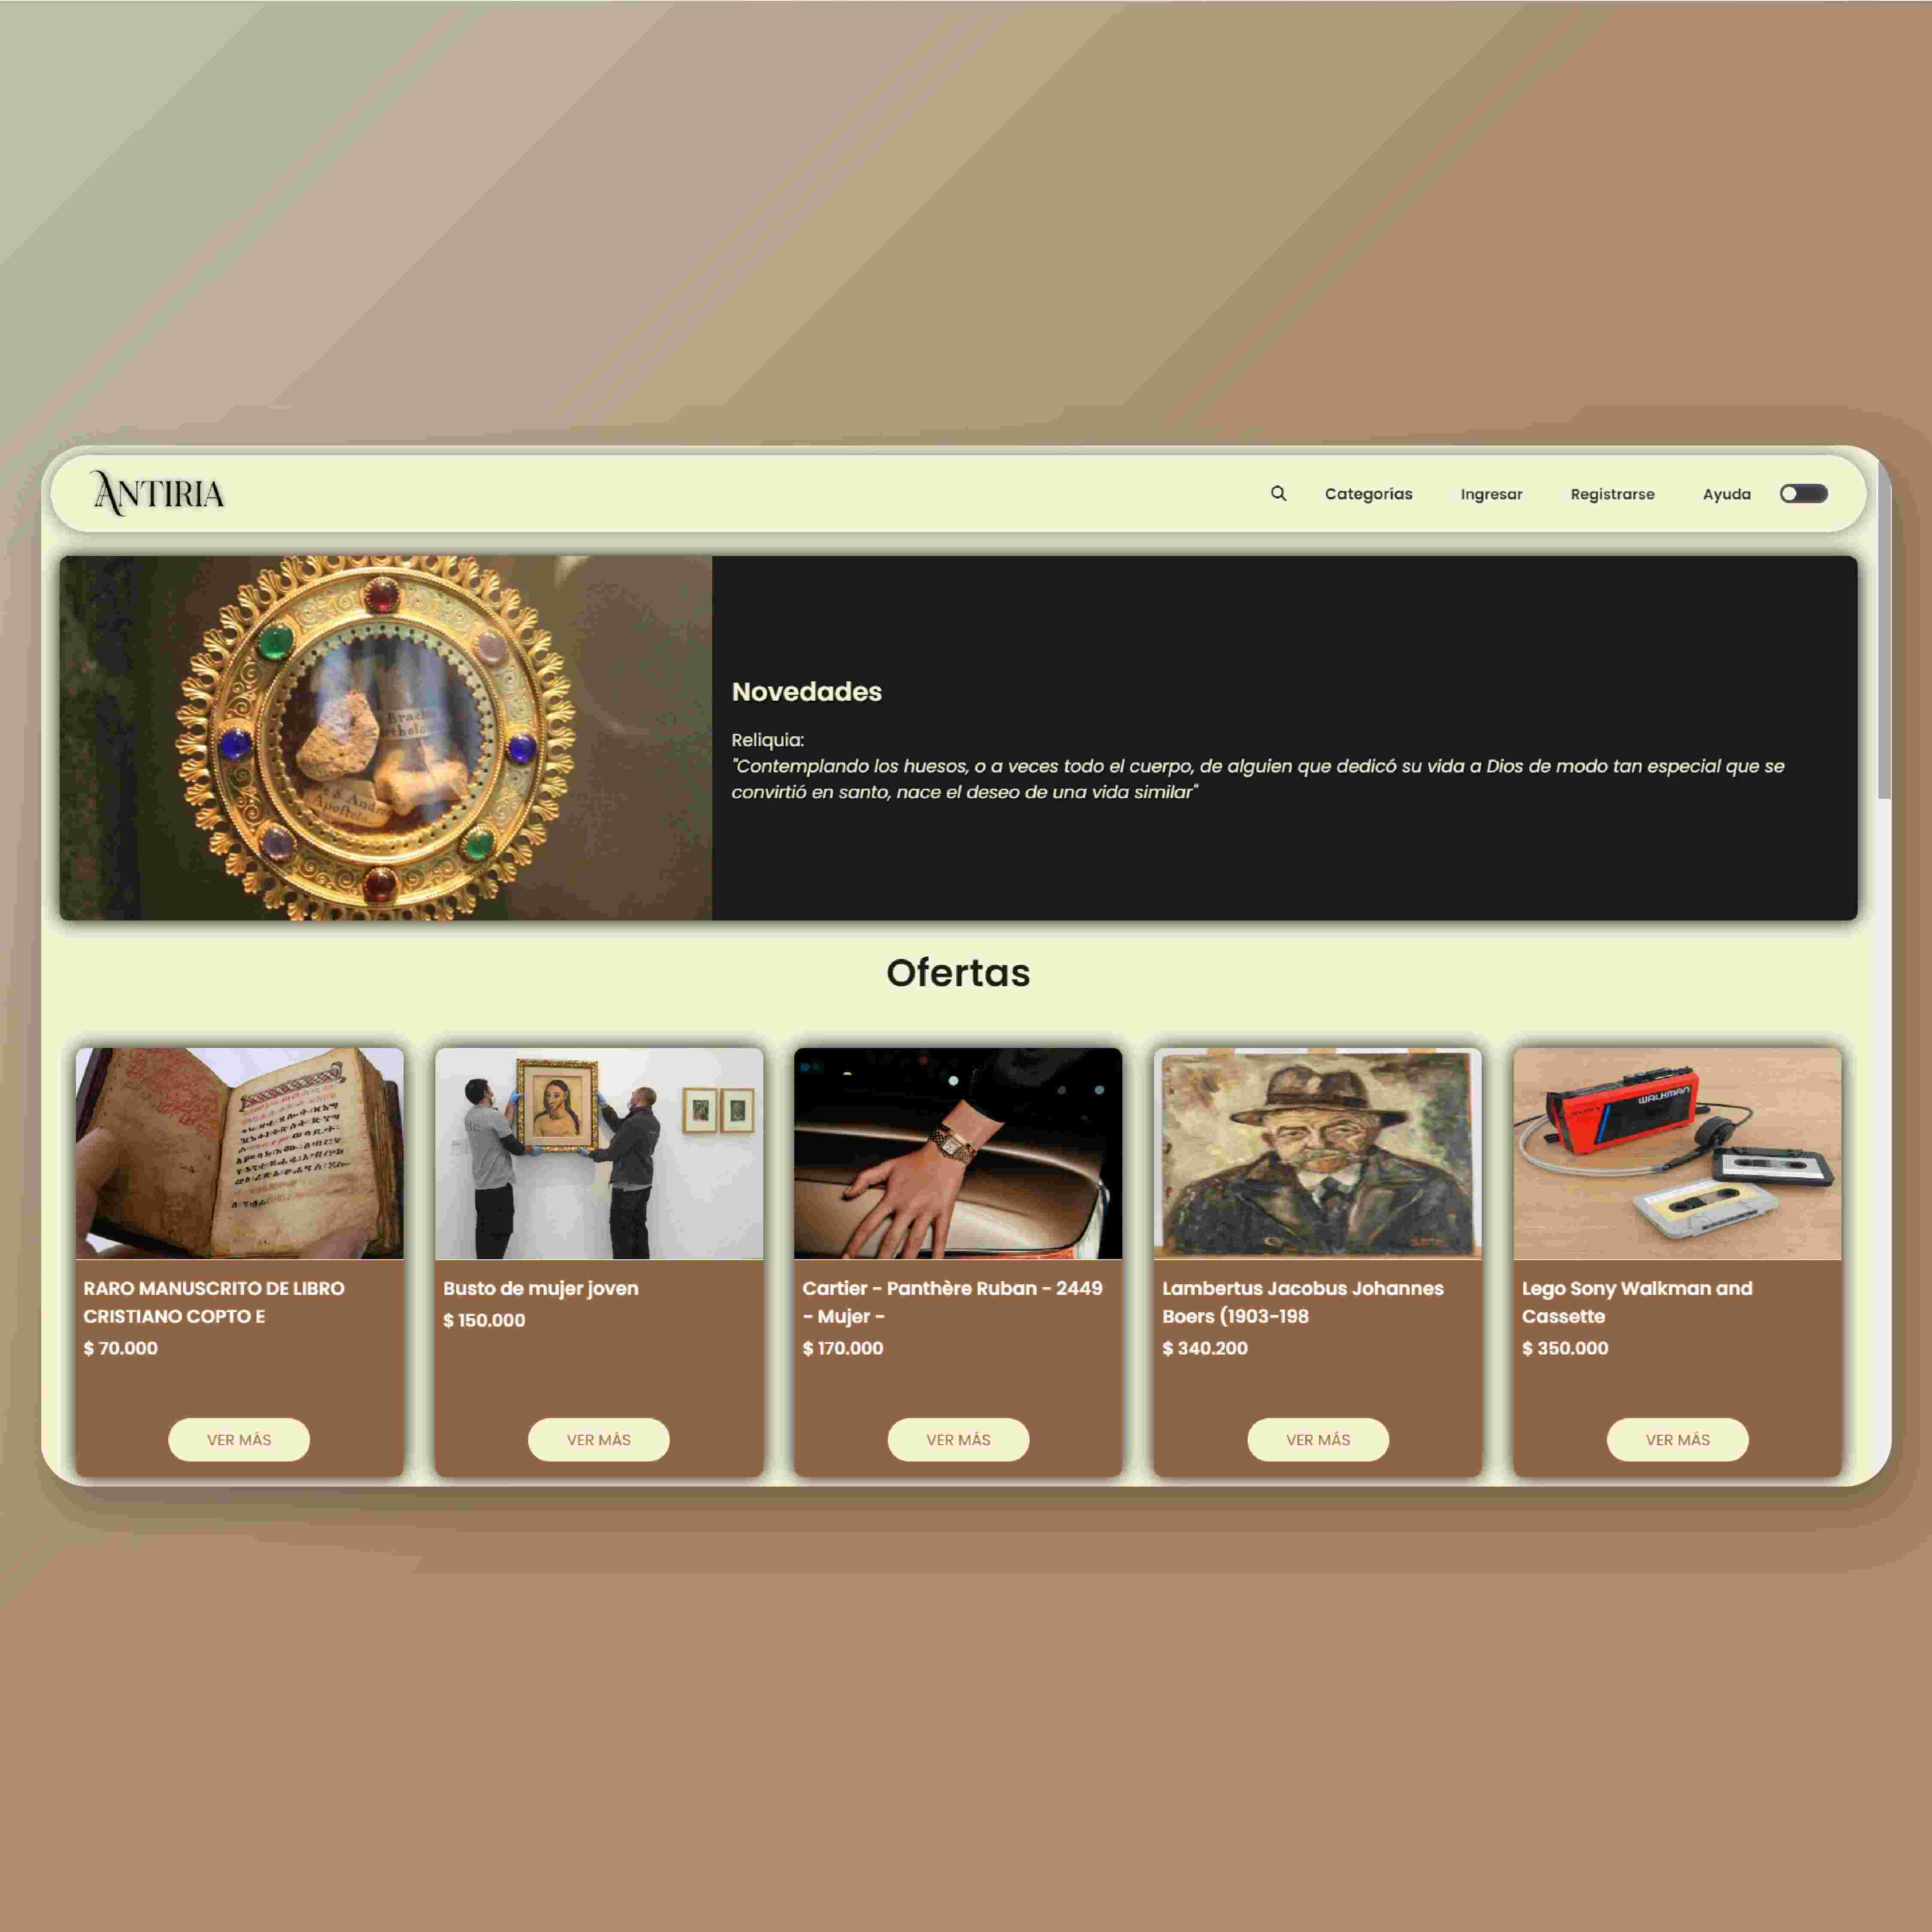 ANTIRIA
Categorías Ingresar Registrarse Ayuda
Novedades
Reliquia:
"Contemplando los huesos, o a veces todo el cuerpo, de alguien que dedicó su vida a Dios de modo tan especial que se
convirtió en santo, nace el deseo de una vida similar"
Ofertas
WALKMAN
RARO MANUSCRITO DE LIBRO
CRISTIANO COPTO E
$ 70.000
VER MÁS
Busto de mujer joven
$ 150.000
VER MÁS
Cartier - Panthère Ruban - 2449
- Mujer -
$ 170.000
VER MÁS
Lambertus Jacobus Johannes
Boers (1903-198
$ 340.200
VER MÁS
Lego Sony Walkman and
Cassette
$ 350.000
VER MÁS